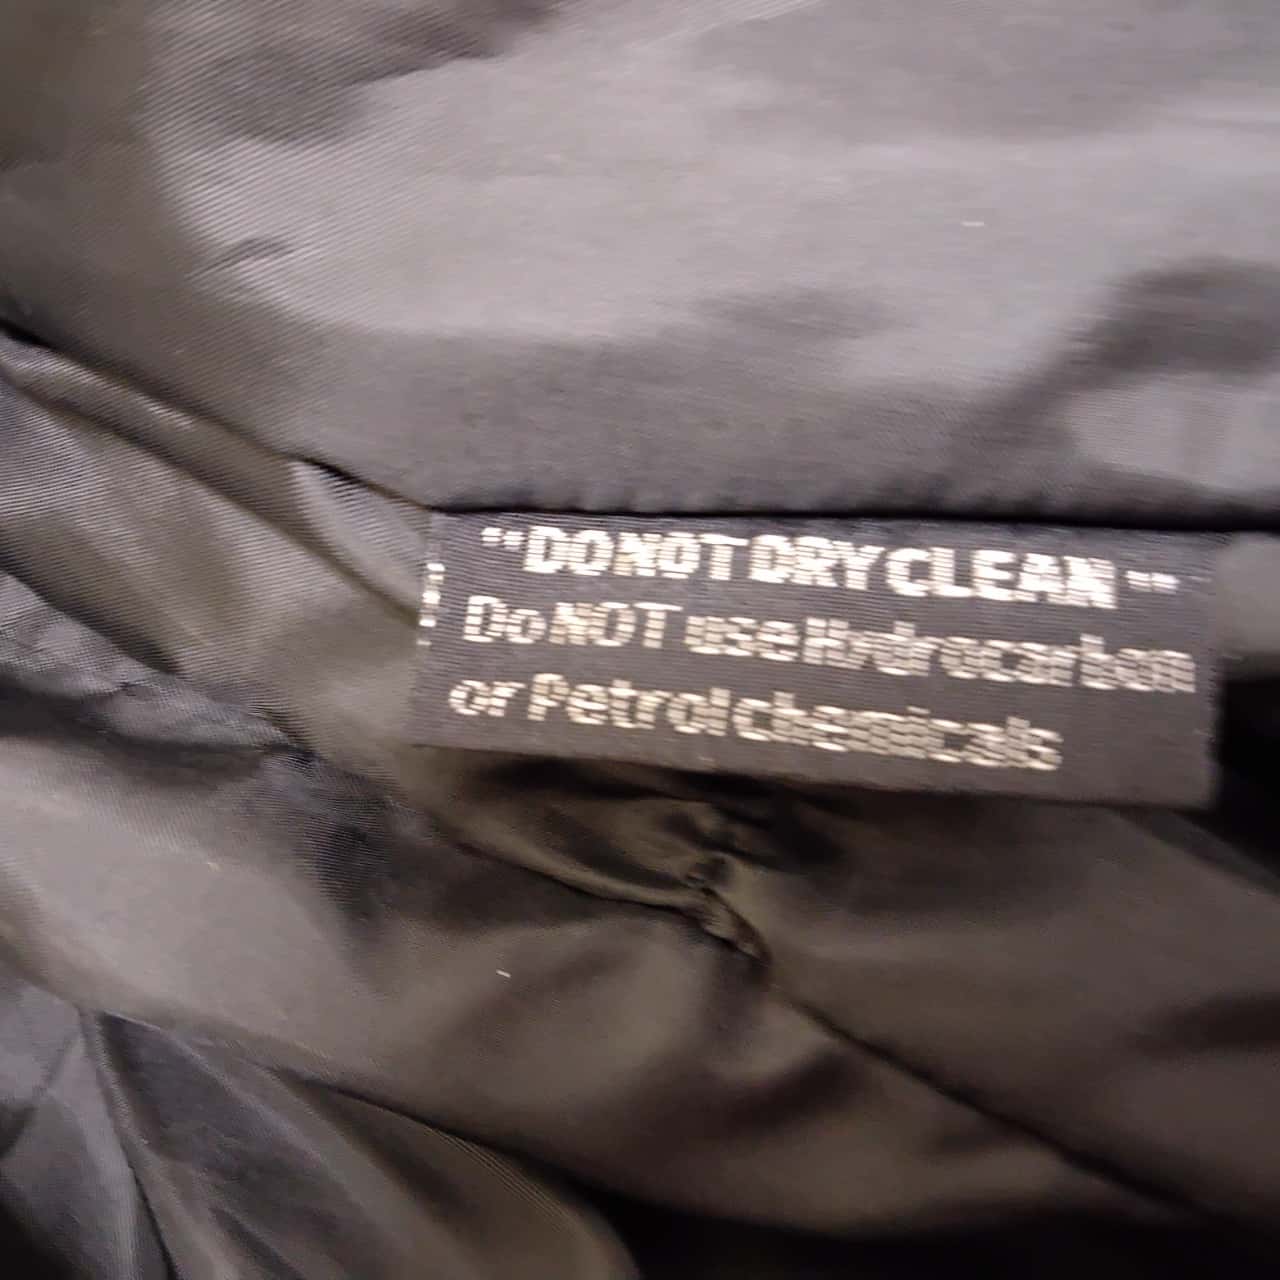 "DO NOT DRY CLEAN"
Do NOT use Hydrocarbon
or Petrol chemicals